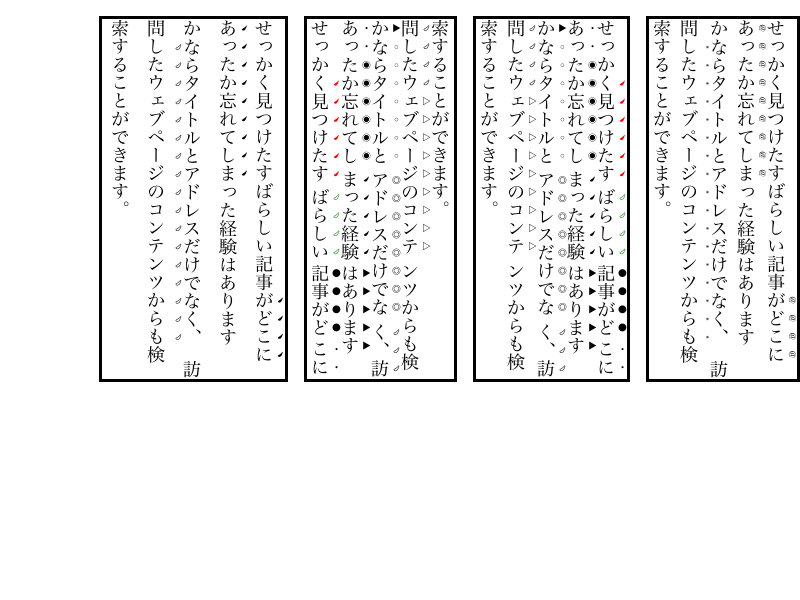 せっかく見つけたすばらしい記事がどこに
あったか忘れてしまった経験はあります
かならタイトルとアドレスだけでなく、 訪
問したウェブページのコンテンツからも検
索することができます。
せっかく見つけたすばらしい記事がどこに
あったか忘れてしまった経験はあります
かならタイトルとアドレスだけでなく、 訪
問したウェブページのコンテンツからも検
索することができます。
せっかく見つけたすばらしい記事がどこに
あったか忘れてしまった経験はあります
かならタイトルとアドレスだけでなく、 訪
問したウェブページのコンテンツからも検
索することができます。
せっかく見つけたすばらしい記事がどこに
あったか忘れてしまった経験はあります
かならタイトルとアドレスだけでなく、 訪
問したウェブページのコンテンツからも検
索することができます。